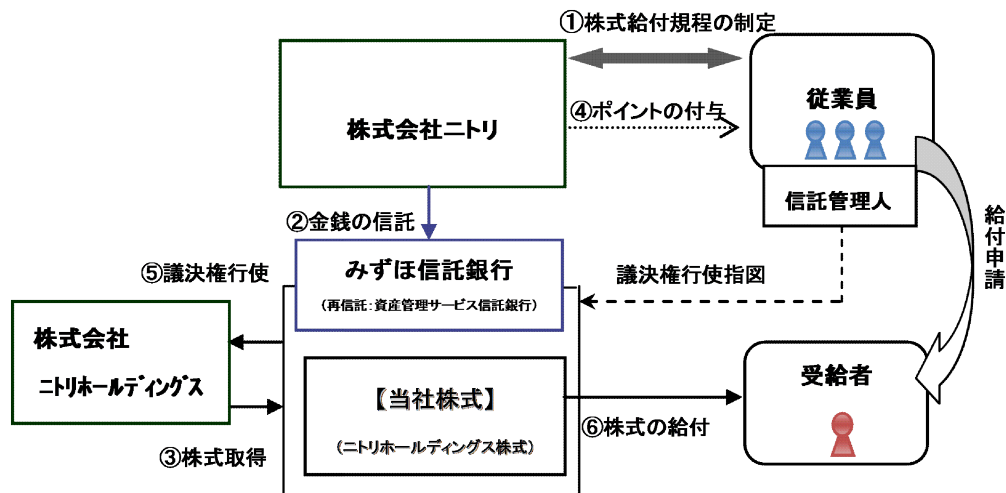 ①株式給付規程の制定
株式会社ニトリ
④ポイントの付与
従業員
信託管理人
給付申請
②金銭の信託
みずほ信託銀行
(再信託:資産管理サービス信託銀行)
議決権行使指図
⑤議決権行使
株式会社
ニトリホールディングス
③株式取得
【当社株式】
(ニトリホールディングス株式)
⑥株式の給付
受給者